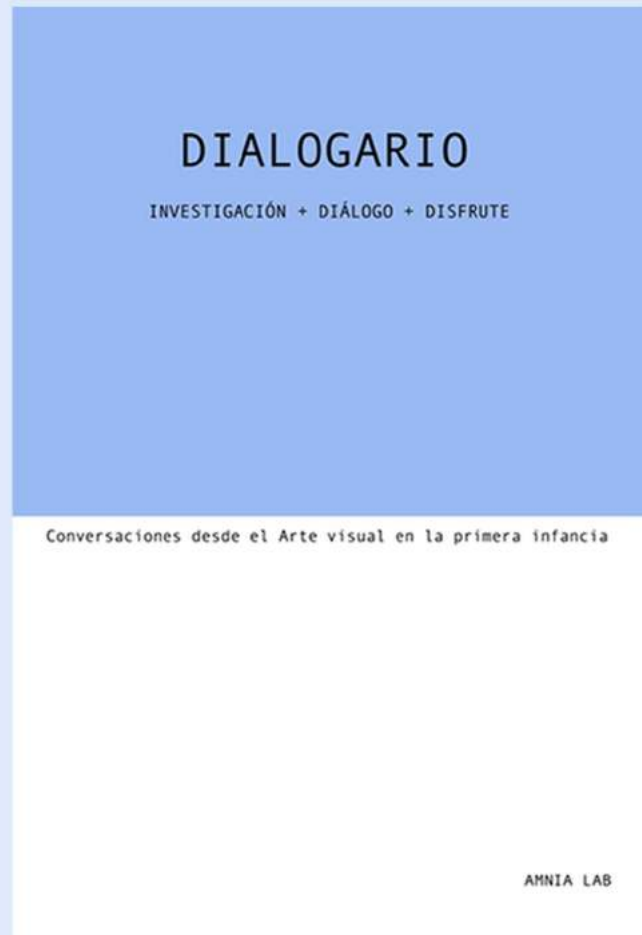 DIALOGARIO
INVESTIGACIÓN + DIÁLOGO + DISFRUTE
Conversaciones desde el Arte visual en la primera infancia
AMNIA LAB